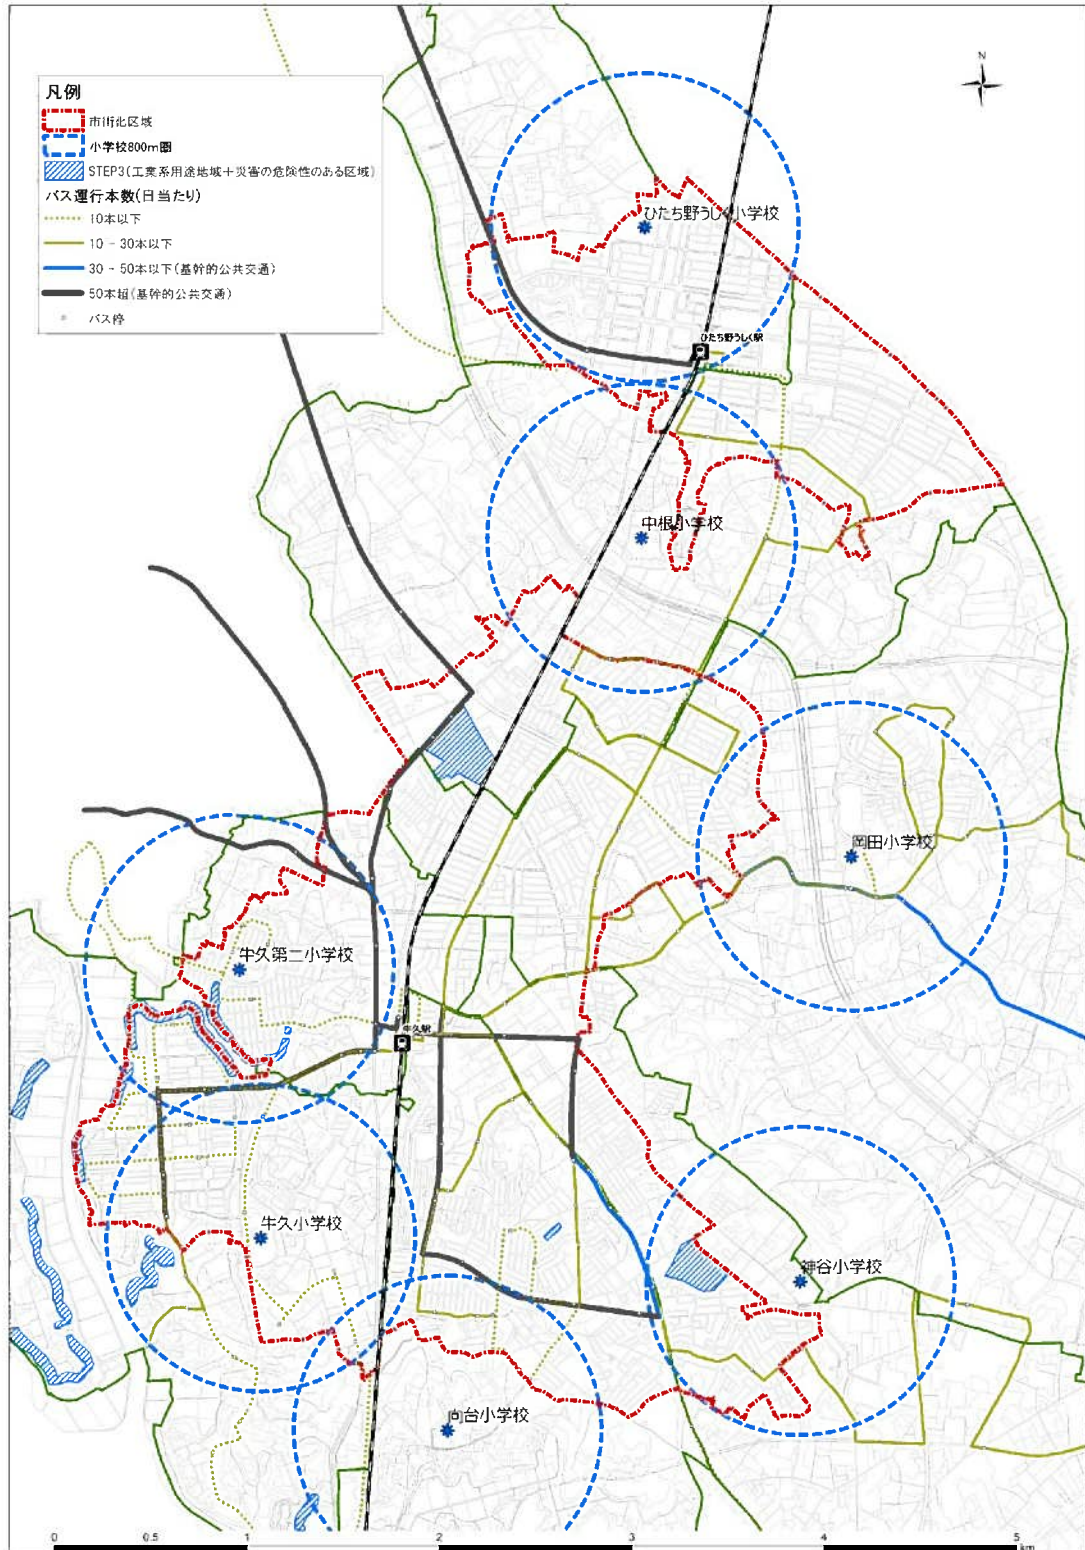 N
凡例
市街化区域
小学校800m圏
STEP3(工業系用途地域＋災害の危険性のある区域)
バス運行本数(日当たり)
10本以下
10 - 30本以下
30 - 50本以下(基幹的公共交通)
50本超(基幹的公共交通)
バス停
ひたち野うしく小学校
ひたち野うしく駅
中根小学校
岡田小学校
牛久第二小学校
牛久駅
牛久小学校
神谷小学校
向台小学校
0 0.5 1 2 3 4 5
km